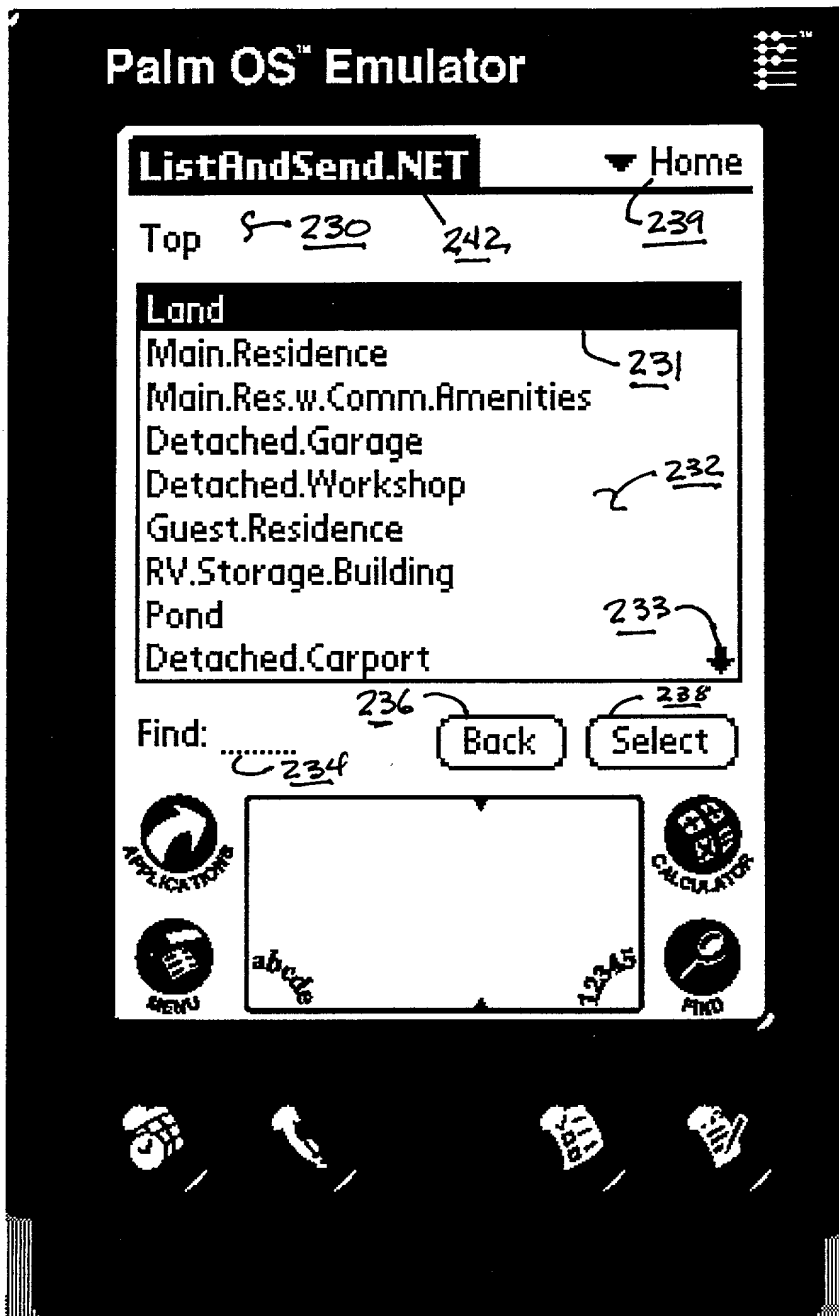 Palm OS™ Emulator ™
ListAndSend.NET Home
Top 230 242 239
Land
Main.Residence 231
Main.Res.w.Comm.Amenities
Detached.Garage
Detached.Workshop 232
Guest.Residence
RV.Storage.Building
Pond 233
Detached.Carport
236 238
Find: Back Select
234
APPLICATIONS CALCULATOR
abcde 12345
MENU FIND